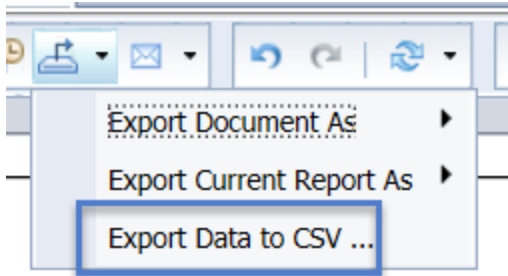 Export Document As
Export Current Report As
Export Data to CSV ...